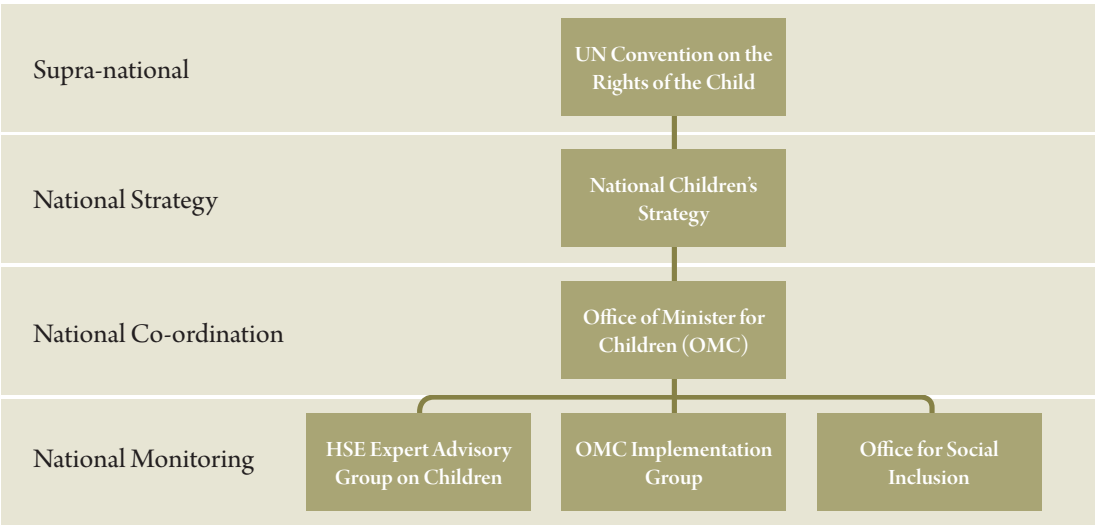 Supra-national
UN Convention on the
Rights of the Child
National Strategy
National Children’s
Strategy
National Co-ordination
Office of Minister for
Children (OMC)
National Monitoring
HSE Expert Advisory
Group on Children
OMC Implementation
Group
Office for Social
Inclusion